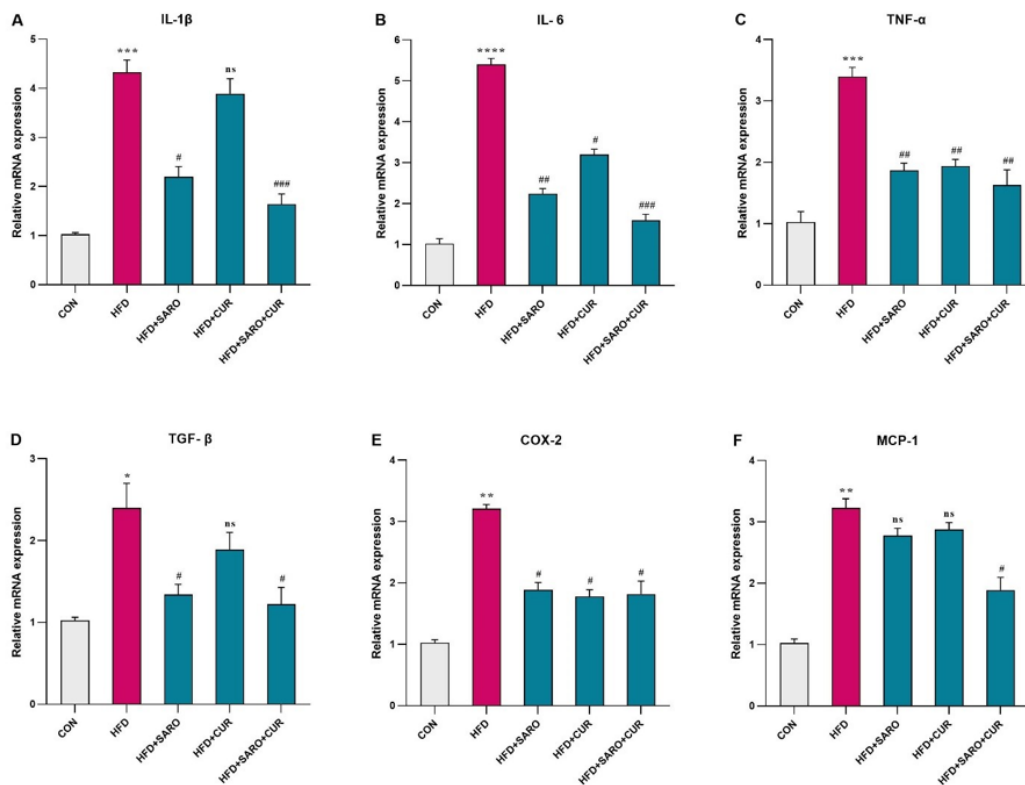 A IL-1β
Relative mRNA expression
5
4
3
2
1
0
***
#
ns
###
CON
HFD
HFD+SARO
HFD+CUR
HFD+SARO+CUR
B IL- 6
Relative mRNA expression
6
5
4
3
2
1
0
****
##
#
###
CON
HFD
HFD+SARO
HFD+CUR
HFD+SARO+CUR
C TNF-α
Relative mRNA expression
4
3
2
1
0
***
##
##
##
CON
HFD
HFD+SARO
HFD+CUR
HFD+SARO+CUR
D TGF- β
Relative mRNA expression
3
2
1
0
*
#
ns
#
CON
HFD
HFD+SARO
HFD+CUR
HFD+SARO+CUR
E COX-2
Relative mRNA expression
4
3
2
1
0
**
#
#
#
CON
HFD
HFD+SARO
HFD+CUR
HFD+SARO+CUR
F MCP-1
Relative mRNA expression
4
3
2
1
0
**
ns
ns
#
CON
HFD
HFD+SARO
HFD+CUR
HFD+SARO+CUR